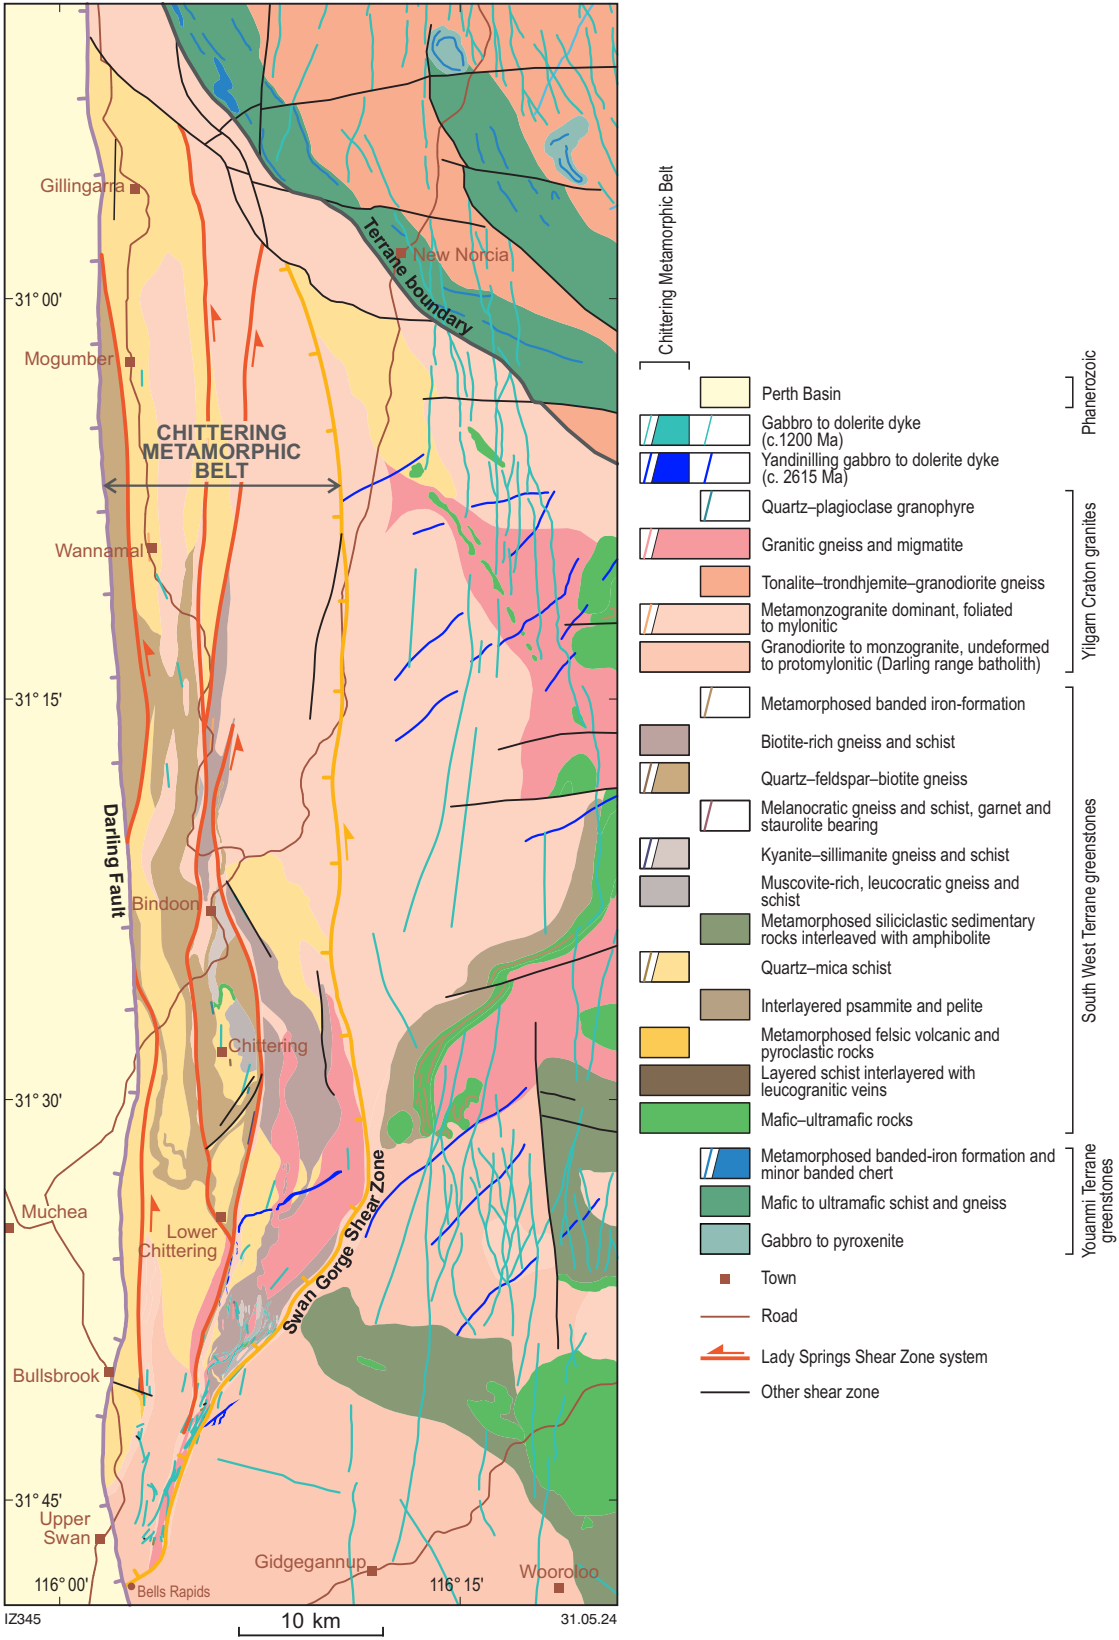 Gillingarra
New Norcia
Terrane boundary
31° 00'
Mogumber
CHITTERING
METAMORPHIC
BELT
Wannamal
31° 15'
Darling Fault
Bindoon
Chittering
31° 30'
Swan Gorge Shear Zone
Muchea
Lower
Chittering
Bullsbrook
31° 45'
Upper
Swan
116° 00'
Bells Rapids
Gidgegannup
116° 15'
Wooroloo
IZ345
10 km
31.05.24
Chittering Metamorphic Belt
Perth Basin
Gabbro to dolerite dyke
(c.1200 Ma)
Yandinilling gabbro to dolerite dyke
(c. 2615 Ma)
Quartz–plagioclase granophyre
Granitic gneiss and migmatite
Tonalite–trondhjemite–granodiorite gneiss
Metamonzogranite dominant, foliated
to mylonitic
Granodiorite to monzogranite, undeformed
to protomylonitic (Darling range batholith)
Metamorphosed banded iron-formation
Biotite-rich gneiss and schist
Quartz–feldspar–biotite gneiss
Melanocratic gneiss and schist, garnet and
staurolite bearing
Kyanite–sillimanite gneiss and schist
Muscovite-rich, leucocratic gneiss and
schist
Metamorphosed siliciclastic sedimentary
rocks interleaved with amphibolite
Quartz–mica schist
Interlayered psammite and pelite
Metamorphosed felsic volcanic and
pyroclastic rocks
Layered schist interlayered with
leucogranitic veins
Mafic–ultramafic rocks
Metamorphosed banded-iron formation and
minor banded chert
Mafic to ultramafic schist and gneiss
Gabbro to pyroxenite
Town
Road
Lady Springs Shear Zone system
Other shear zone
Phanerozoic
Yilgarn Craton granites
South West Terrane greenstones
Youanmi Terrane
greenstones